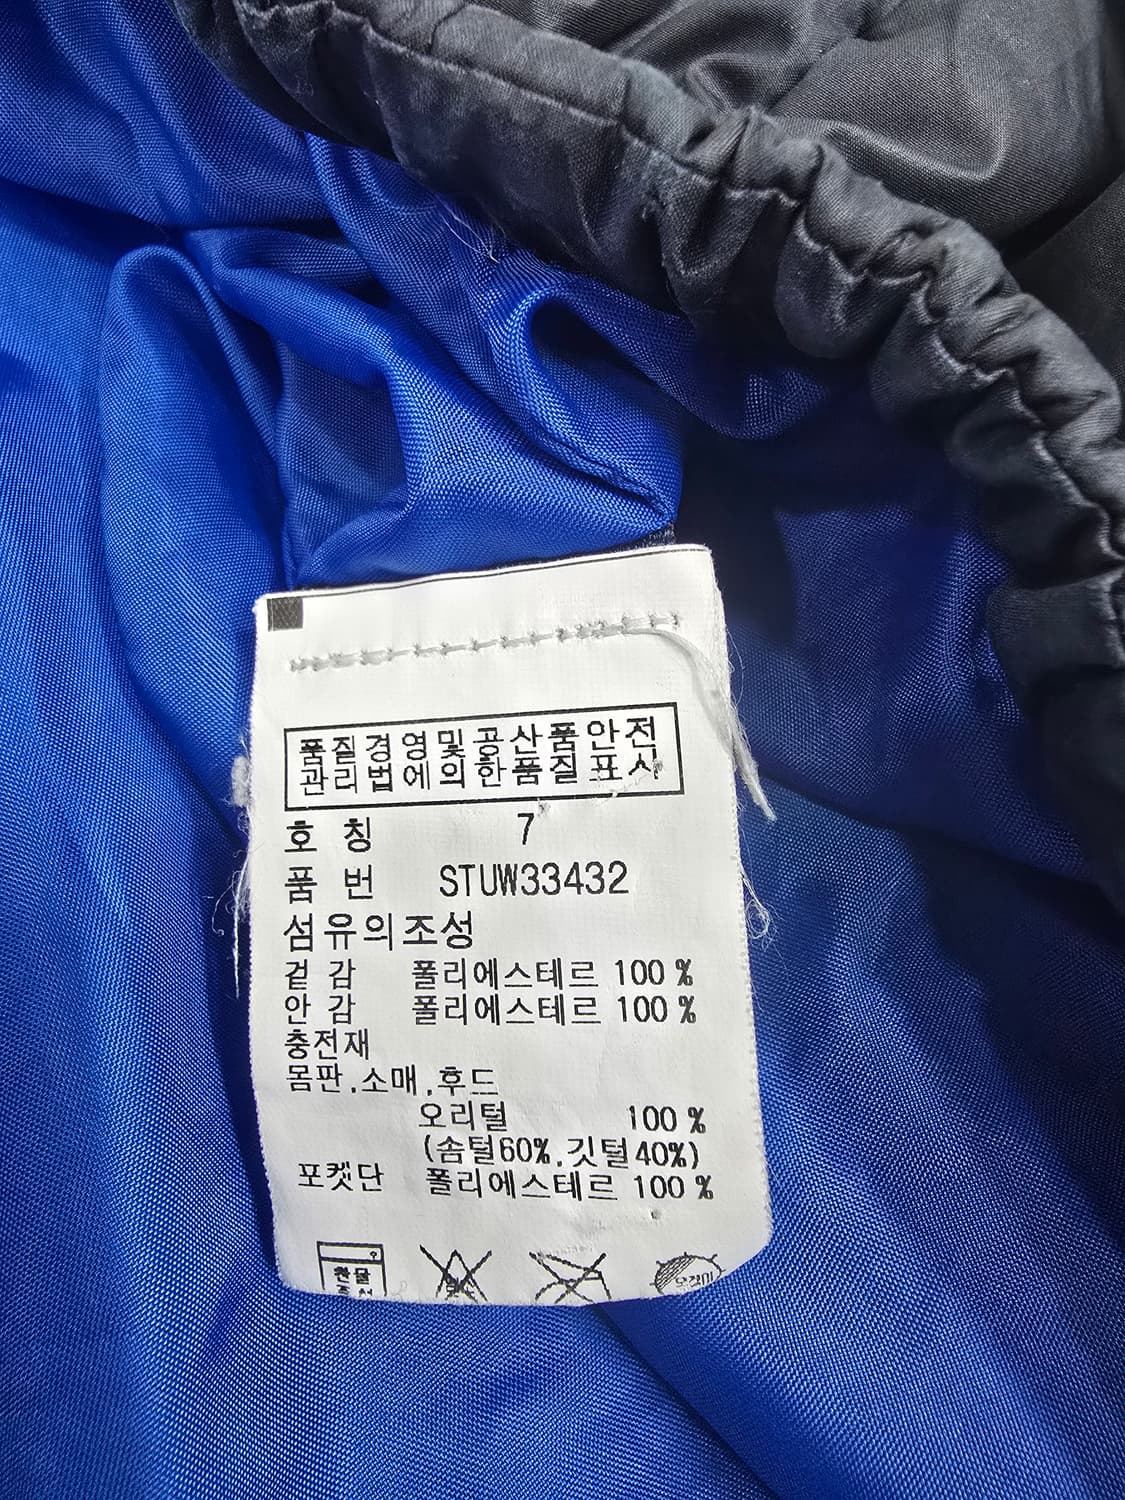 품질경영및공산품안전
관리법에의한품질표시
호 칭 7
품 번 STUW33432
섬유의조성
겉 감 폴리에스테르 100 %
안 감 폴리에스테르 100 %
충전재
몸판,소매,후드
오리털 100 %
(솜털60%,깃털40%)
포켓단 폴리에스테르 100 %
찬물